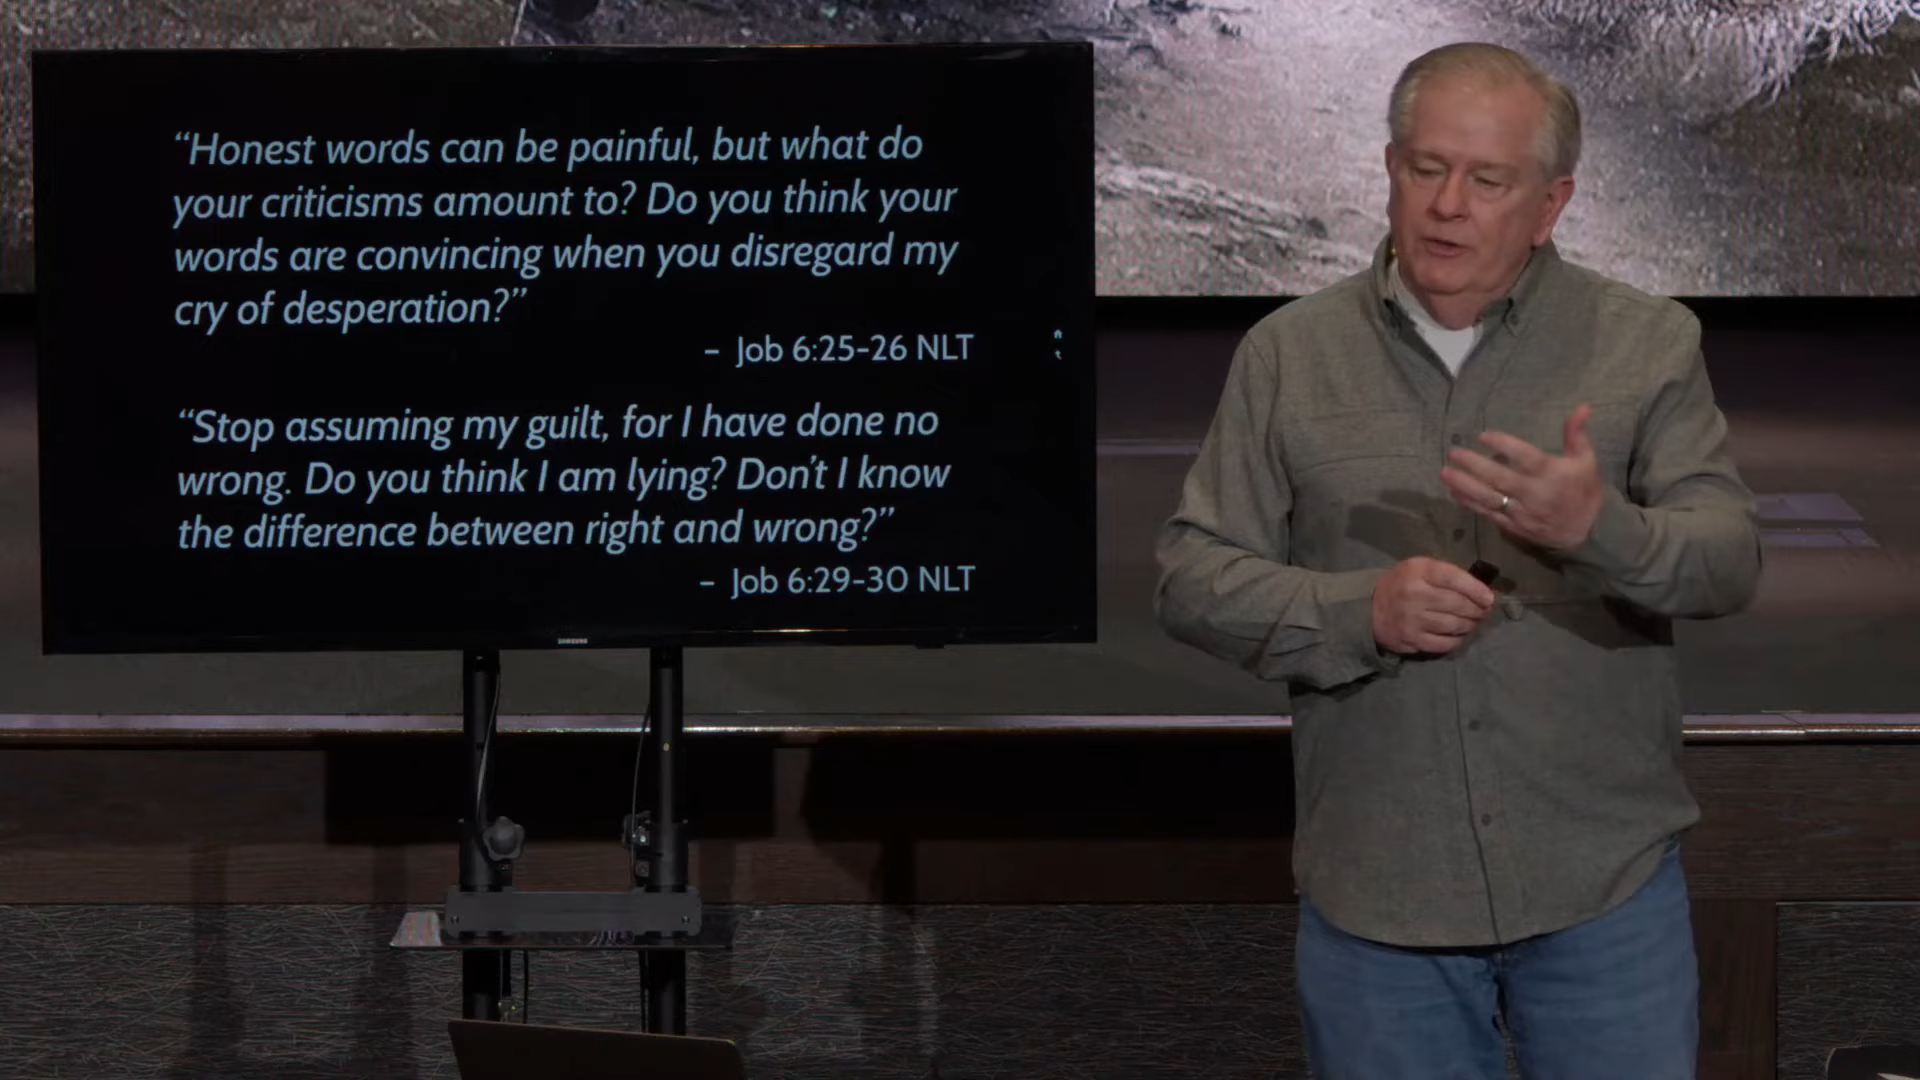 “Honest words can be painful, but what do
your criticisms amount to? Do you think your
words are convincing when you disregard my
cry of desperation?”
– Job 6:25-26 NLT
“Stop assuming my guilt, for I have done no
wrong. Do you think I am lying? Don’t I know
the difference between right and wrong?”
– Job 6:29-30 NLT
SAMSUNG